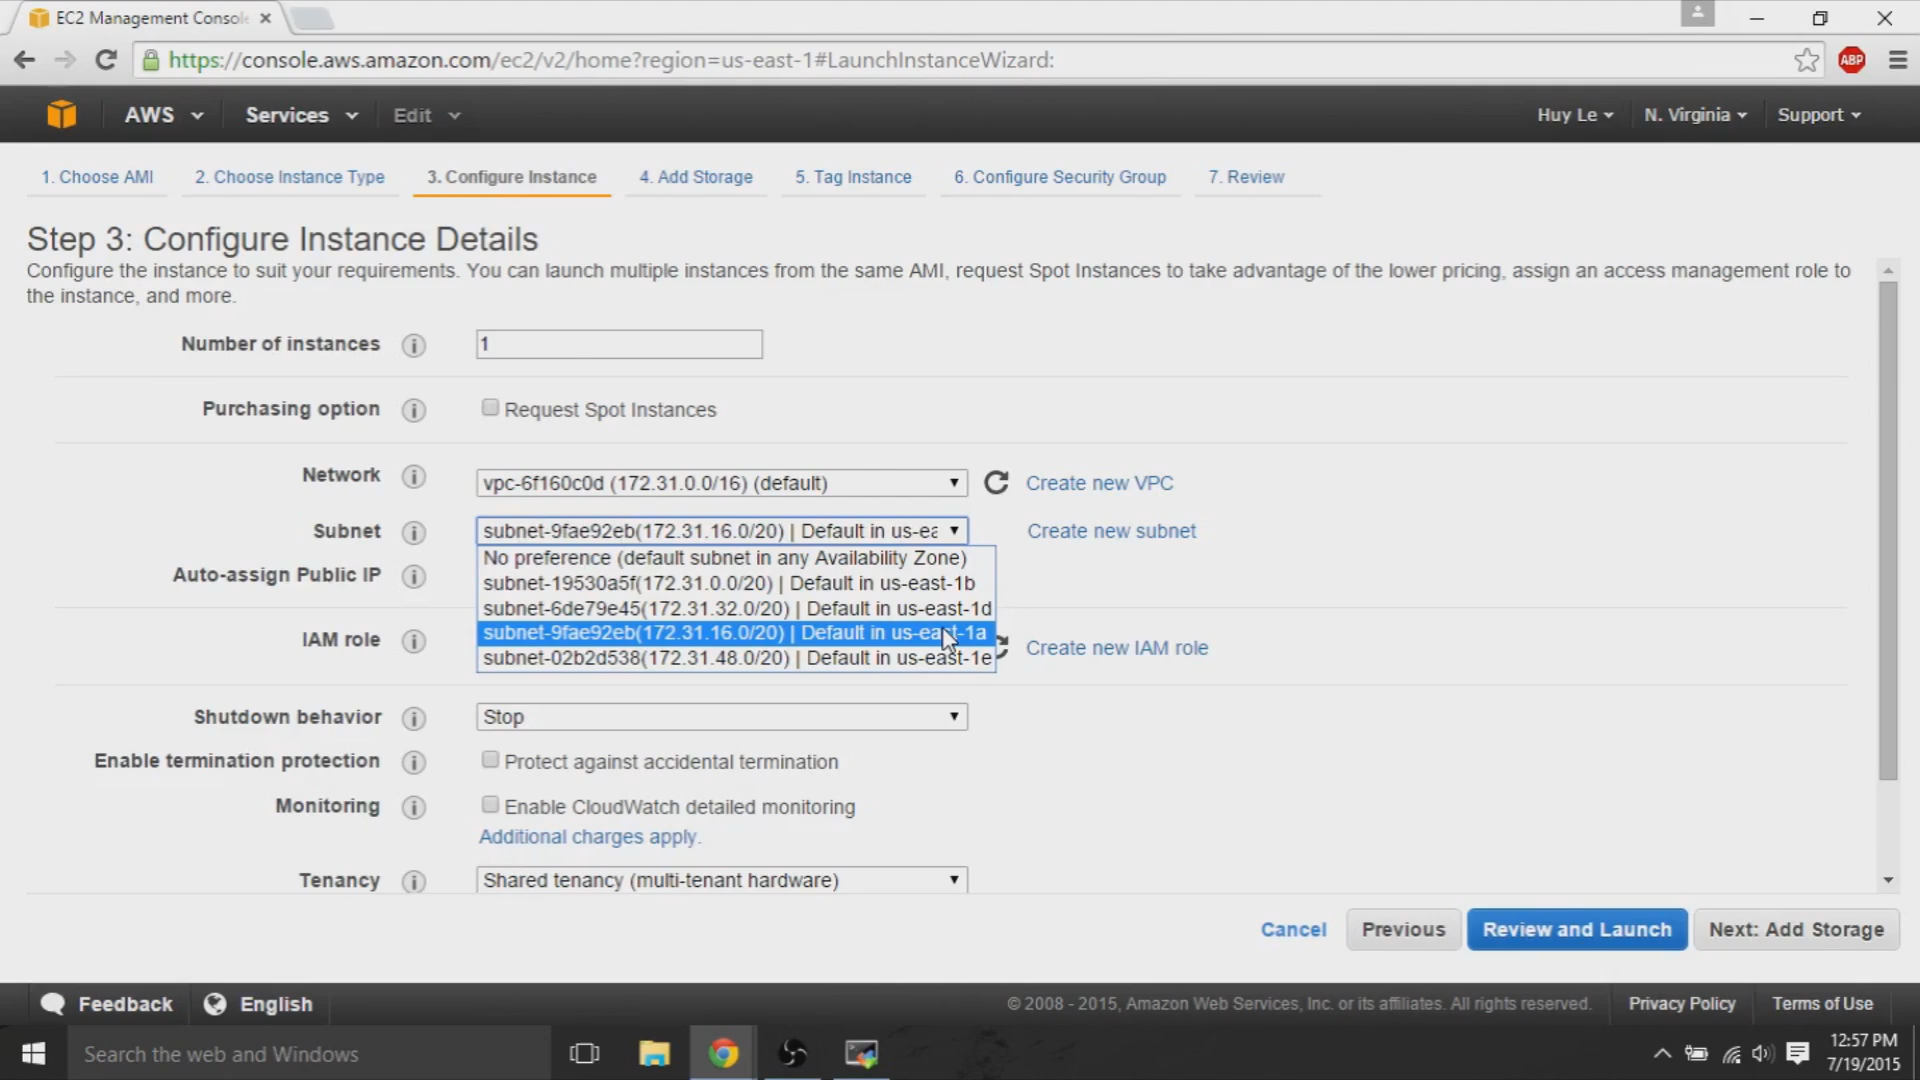 EC2 Management Consol
https://console.aws.amazon.com/ec2/v2/home?region=us-east-1#LaunchInstanceWizard:
ABP
AWS Services Edit Huy Le N. Virginia Support
1. Choose AMI 2. Choose Instance Type 3. Configure Instance 4. Add Storage 5. Tag Instance 6. Configure Security Group 7. Review
Step 3: Configure Instance Details
Configure the instance to suit your requirements. You can launch multiple instances from the same AMI, request Spot Instances to take advantage of the lower pricing, assign an access management role to
the instance, and more.
Number of instances 1
Purchasing option Request Spot Instances
Network vpc-6f160c0d (172.31.0.0/16) (default) Create new VPC
Subnet subnet-9fae92eb(172.31.16.0/20) | Default in us-ea Create new subnet
No preference (default subnet in any Availability Zone)
Auto-assign Public IP subnet-19530a5f(172.31.0.0/20) | Default in us-east-1b
subnet-6de79e45(172.31.32.0/20) | Default in us-east-1d
IAM role subnet-9fae92eb(172.31.16.0/20) | Default in us-east-1a Create new IAM role
subnet-02b2d538(172.31.48.0/20) | Default in us-east-1e
Shutdown behavior Stop
Enable termination protection Protect against accidental termination
Monitoring Enable CloudWatch detailed monitoring
Additional charges apply.
Tenancy Shared tenancy (multi-tenant hardware)
Cancel Previous Review and Launch Next: Add Storage
Feedback English © 2008 - 2015, Amazon Web Services, Inc. or its affiliates. All rights reserved. Privacy Policy Terms of Use
Search the web and Windows 12:57 PM
7/19/2015